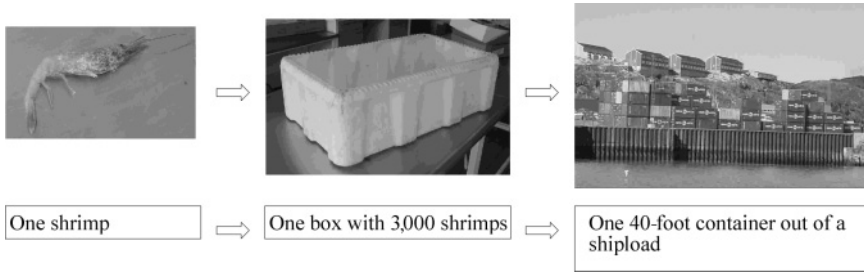 One shrimp
One box with 3,000 shrimps
One 40-foot container out of a
shipload